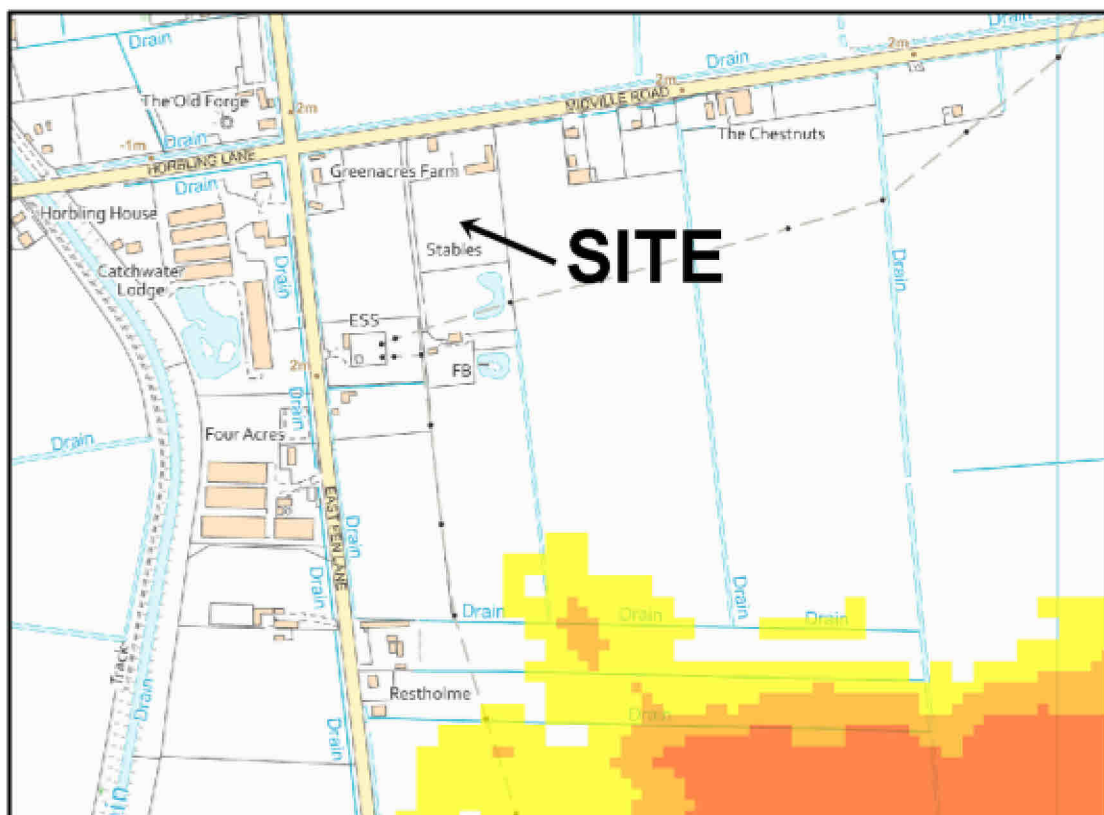 Drain
2m
Drain
2m
2m
MIDVILLE ROAD
The Old Forge
Drain
-1m
HORBLING LANE
Drain
The Chestnuts
Greenacres Farm
Horbling House
SITE
Stables
Catchwater
Lodge
Drain
Drain
ESS
2m
FB
Drain
Drain
Four Acres
EAST FEN LANE
Drain
Drain
Drain
Drain
Drain
Drain
Drain
Track
Drain
Restholme
Drain
Drain